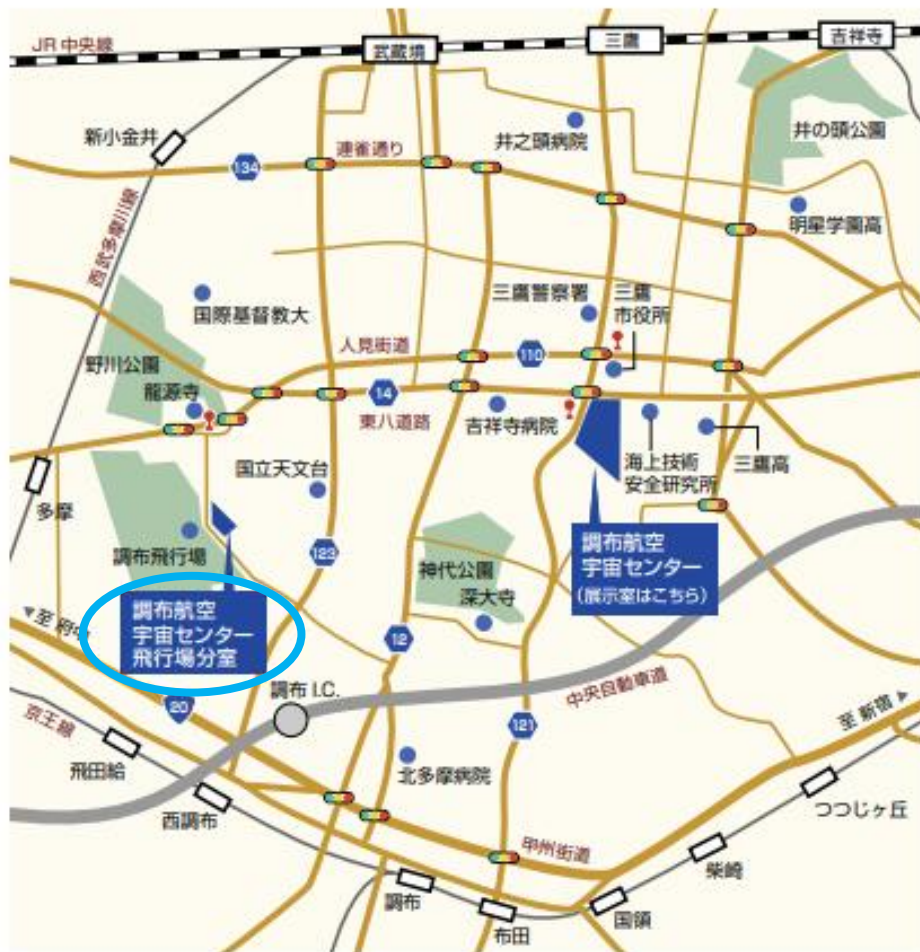 JR中央線
武蔵境
三鷹
吉祥寺
新小金井
連雀通り
井之頭病院
井の頭公園
134
西武多摩川線
明星学園高
国際基督教大
三鷹警察署
三鷹
市役所
人見街道
110
野川公園
龍源寺
14
東八道路
吉祥寺病院
国立天文台
海上技術
安全研究所
三鷹高
多摩
調布飛行場
123
神代公園
深大寺
調布航空
宇宙センター
(展示室はこちら)
◀至 府中
調布航空
宇宙センター
飛行場分室
12
調布 I.C.
中央自動車道
20
121
至 新宿▶
京王線
飛田給
北多摩病院
西調布
つつじヶ丘
甲州街道
柴崎
調布
国領
布田